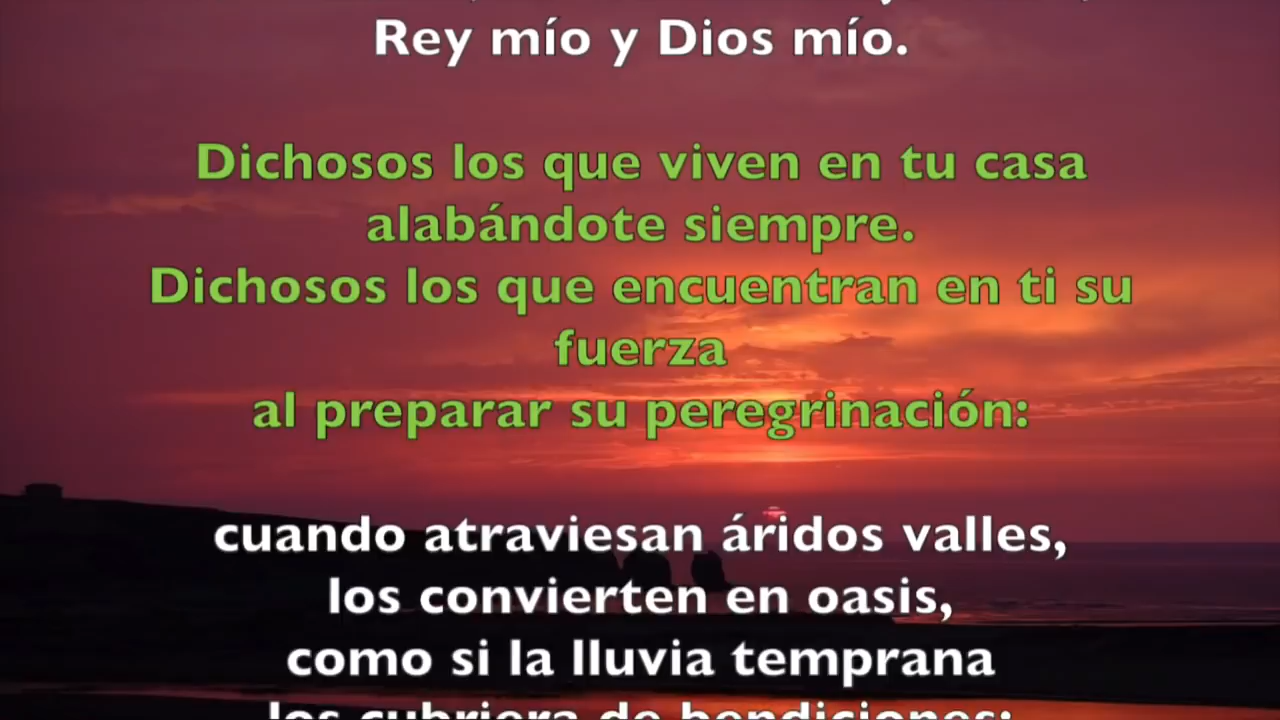 Rey mío y Dios mío.
Dichosos los que viven en tu casa
alabándote siempre.
Dichosos los que encuentran en ti su
fuerza
al preparar su peregrinación:
cuando atraviesan áridos valles,
los convierten en oasis,
como si la lluvia temprana
los cubriera de bendiciones;